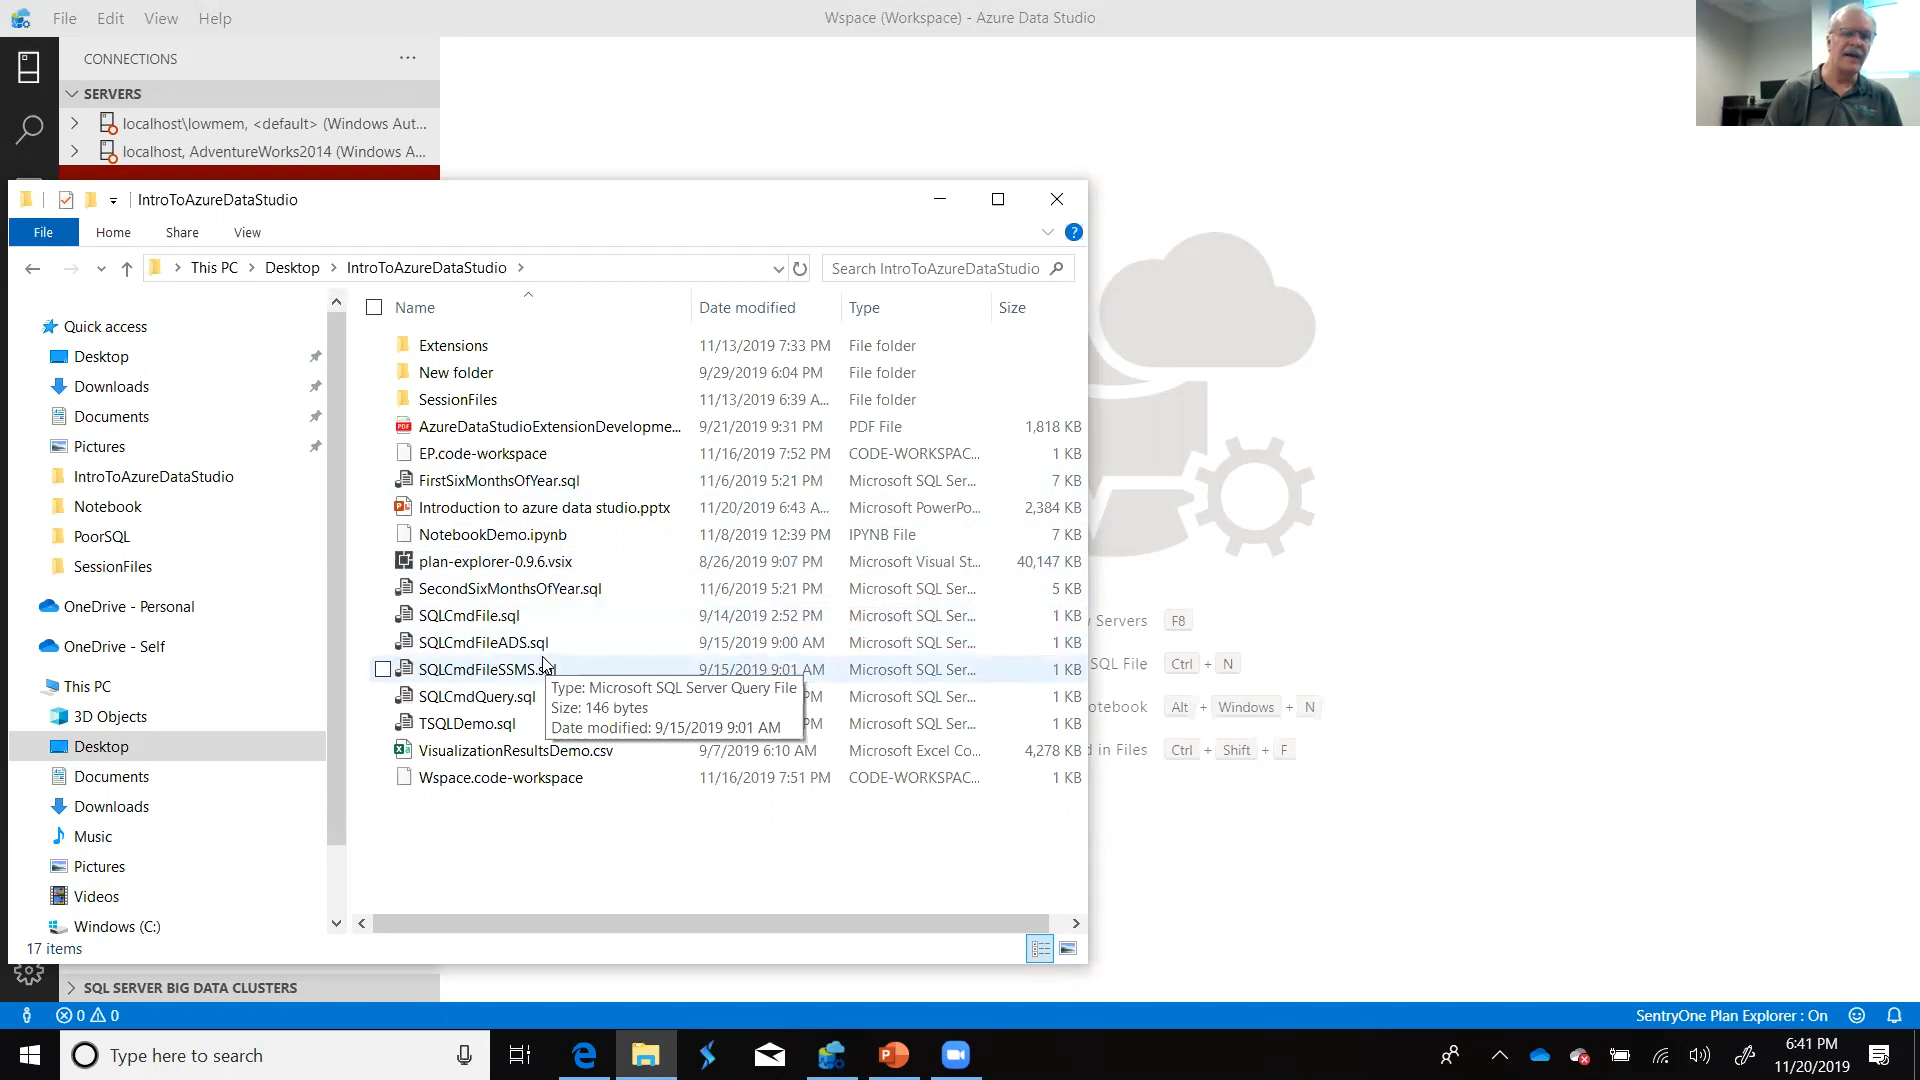 File Edit View Help
Wspace (Workspace) - Azure Data Studio
CONNECTIONS
SERVERS
localhost\lowmem, <default> (Windows Aut...
localhost, AdventureWorks2014 (Windows A...
IntroToAzureDataStudio
File Home Share View
This PC Desktop IntroToAzureDataStudio
Search IntroToAzureDataStudio
Name Date modified Type Size
Quick access
Desktop
Downloads
Documents
Pictures
IntroToAzureDataStudio
Notebook
PoorSQL
SessionFiles
OneDrive - Personal
OneDrive - Self
This PC
3D Objects
Desktop
Documents
Downloads
Music
Pictures
Videos
Windows (C:)
Extensions 11/13/2019 7:33 PM File folder
New folder 9/29/2019 6:04 PM File folder
SessionFiles 11/13/2019 6:39 A... File folder
AzureDataStudioExtensionDevelopme... 9/21/2019 9:31 PM PDF File 1,818 KB
EP.code-workspace 11/16/2019 7:52 PM CODE-WORKSPAC... 1 KB
FirstSixMonthsOfYear.sql 11/6/2019 5:21 PM Microsoft SQL Ser... 7 KB
Introduction to azure data studio.pptx 11/20/2019 6:43 A... Microsoft PowerPo... 2,384 KB
NotebookDemo.ipynb 11/8/2019 12:39 PM IPYNB File 7 KB
plan-explorer-0.9.6.vsix 8/26/2019 9:07 PM Microsoft Visual St... 40,147 KB
SecondSixMonthsOfYear.sql 11/6/2019 5:21 PM Microsoft SQL Ser... 5 KB
SQLCmdFile.sql 9/14/2019 2:52 PM Microsoft SQL Ser... 1 KB
SQLCmdFileADS.sql 9/15/2019 9:00 AM Microsoft SQL Ser... 1 KB
SQLCmdFileSSMS.sql 9/15/2019 9:01 AM Microsoft SQL Ser... 1 KB
SQLCmdQuery.sql PM Microsoft SQL Ser... 1 KB
TSQLDemo.sql PM Microsoft SQL Ser... 1 KB
VisualizationResultsDemo.csv 9/7/2019 6:10 AM Microsoft Excel Co... 4,278 KB
Wspace.code-workspace 11/16/2019 7:51 PM CODE-WORKSPAC... 1 KB
Type: Microsoft SQL Server Query File
Size: 146 bytes
Date modified: 9/15/2019 9:01 AM
17 items
Servers F8
SQL File Ctrl + N
otebook Alt + Windows + N
d in Files Ctrl + Shift + F
SQL SERVER BIG DATA CLUSTERS
0 0
SentryOne Plan Explorer : On
Type here to search
6:41 PM
11/20/2019